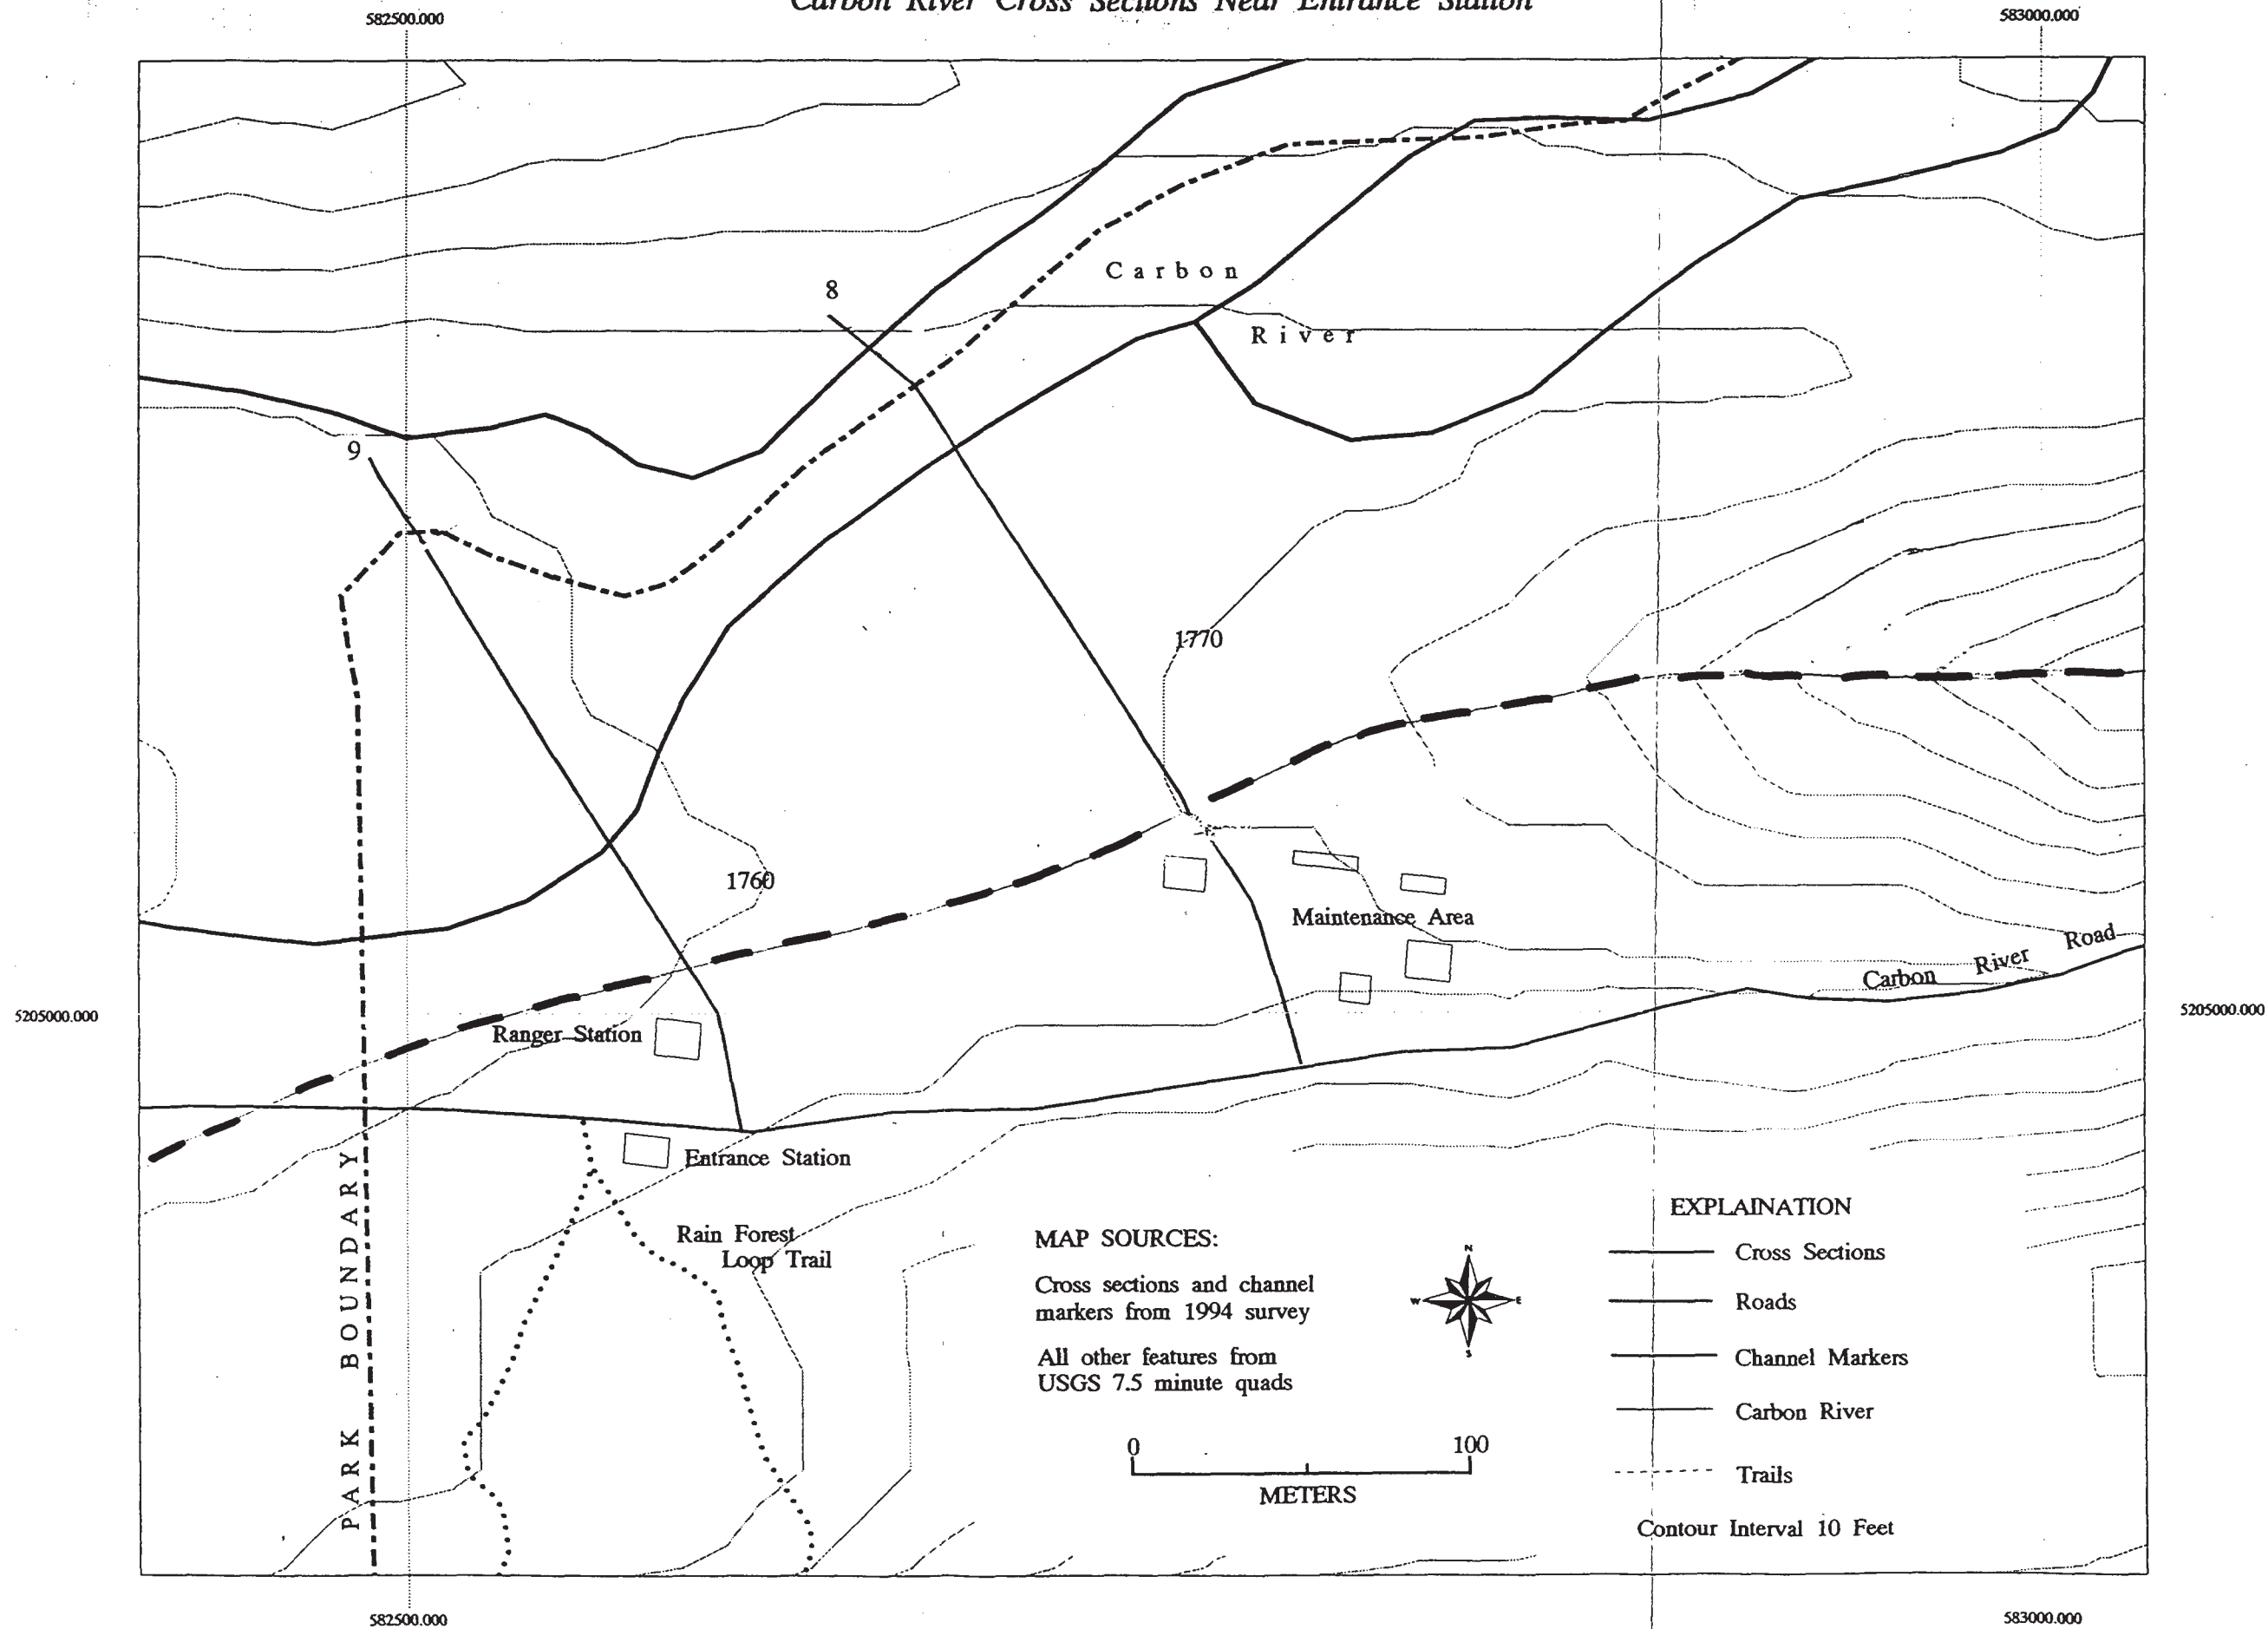 Carbon River Cross Sections Near Entrance Station
582500.000
583000.000
8
Carbon
River
9
1770
1760
Maintenance Area
Carbon River Road
5205000.000
5205000.000
Ranger Station
Entrance Station
Rain Forest
Loop Trail
PARK BOUNDARY
MAP SOURCES:
Cross sections and channel
markers from 1994 survey
All other features from
USGS 7.5 minute quads
N
W
E
S
0
100
METERS
EXPLAINATION
Cross Sections
Roads
Channel Markers
Carbon River
Trails
Contour Interval 10 Feet
582500.000
583000.000